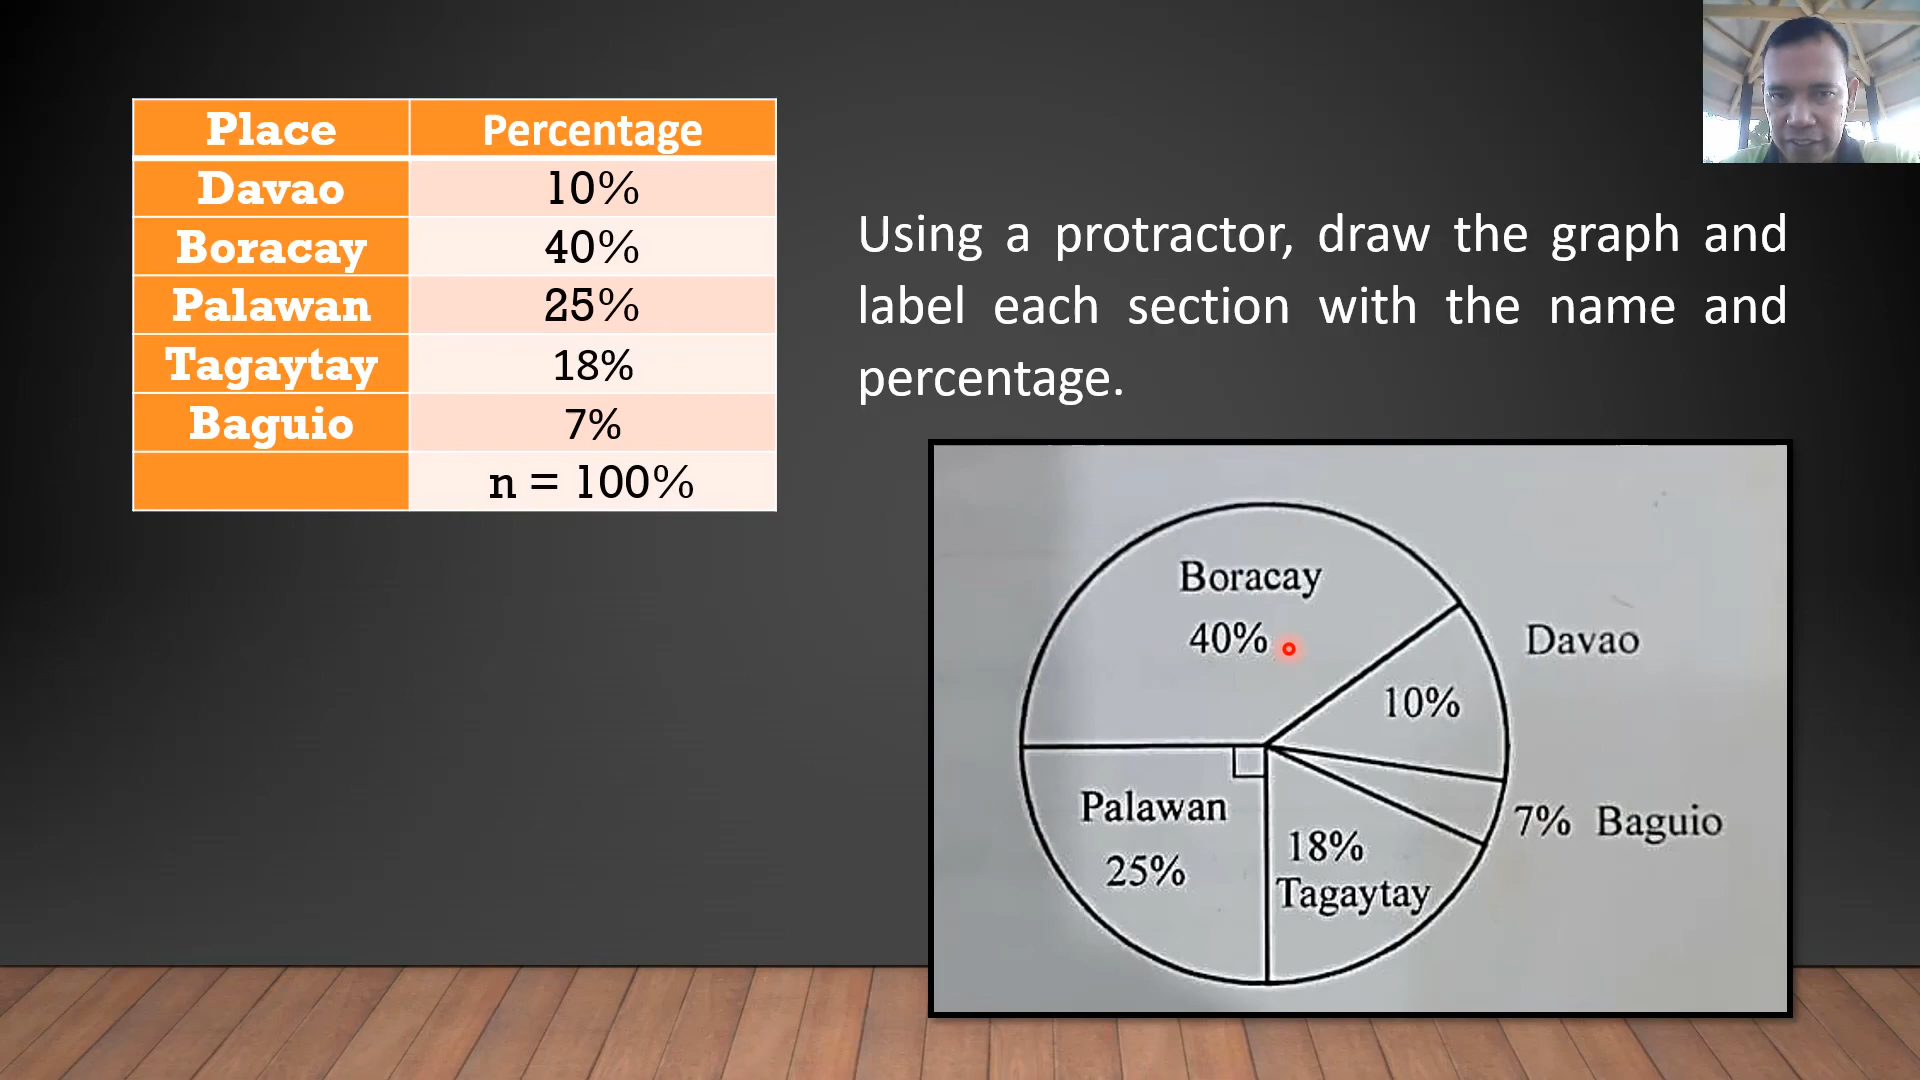 Place Percentage
Davao 10%
Boracay 40%
Palawan 25%
Tagaytay 18%
Baguio 7%
n = 100%
Using a protractor, draw the graph and
label each section with the name and
percentage.
Boracay
40%
Davao
10%
Palawan
25%
7% Baguio
18%
Tagaytay